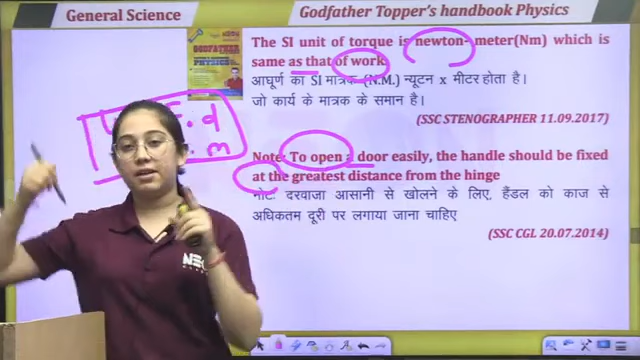 General Science
Godfather Topper's handbook Physics
GODFATHER
The SI unit of torque is newton- meter(Nm) which is
same as that of work
आघूर्ण का SI मात्रक (N.M.) न्यूटन x मीटर होता है।
जो कार्य के मात्रक के समान है।
(SSC STENOGRAPHER 11.09.2017)
Note: To open a door easily, the handle should be fixed
at the greatest distance from the hinge
नोटः दरवाजा आसानी से खोलने के लिए, हैंडल को काज से
अधिकतम दूरी पर लगाया जाना चाहिए
(SSC CGL 20.07.2014)
m